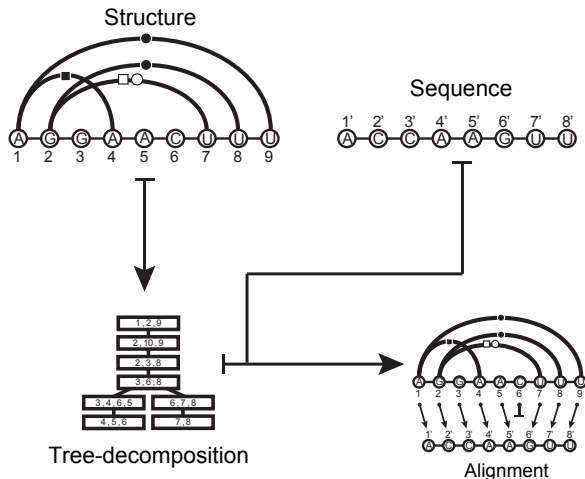 Structure
A G G A A C U U U
1 2 3 4 5 6 7 8 9
Sequence
1' 2' 3' 4' 5' 6' 7' 8'
A C C A A G U U
1,2,9
2,10,9
2,3,8
3,6,8
3,4,6,5 6,7,8
4,5,6 7,8
Tree-decomposition
A G G A A C U U U
1 2 3 4 5 6 7 8 9
1' 2' 3' 4' 5' 6' 7' 8'
A C C A A G U U
Alignment